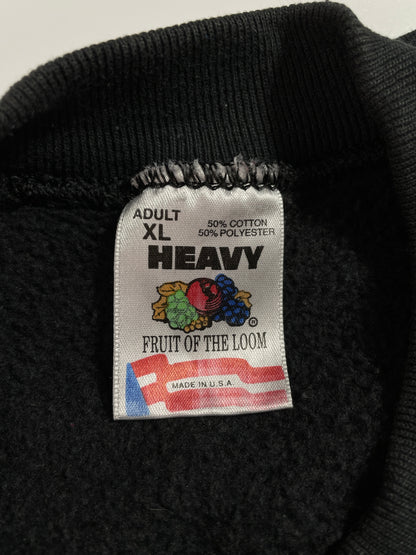 ADULT
XL
50% COTTON
50% POLYESTER
HEAVY
®
FRUIT OF THE LOOM
MADE IN U.S.A.